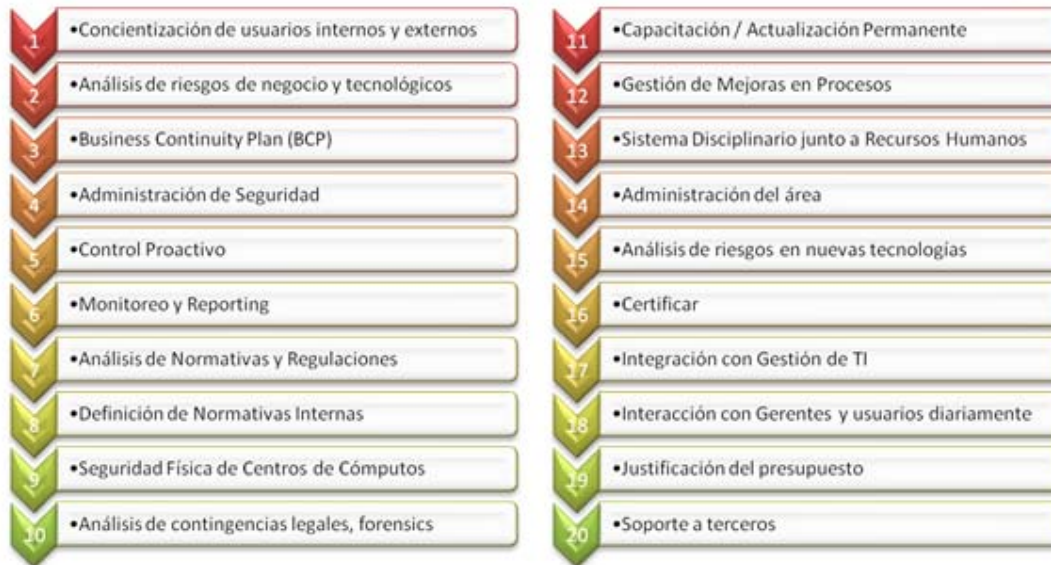 1 •Concientización de usuarios internos y externos
2 •Análisis de riesgos de negocio y tecnológicos
3 •Business Continuity Plan (BCP)
4 •Administración de Seguridad
5 •Control Proactivo
6 •Monitoreo y Reporting
7 •Análisis de Normativas y Regulaciones
8 •Definición de Normativas Internas
9 •Seguridad Física de Centros de Cómputos
10 •Análisis de contingencias legales, forensics
11 •Capacitación / Actualización Permanente
12 •Gestión de Mejoras en Procesos
13 •Sistema Disciplinario junto a Recursos Humanos
14 •Administración del área
15 •Análisis de riesgos en nuevas tecnologías
16 •Certificar
17 •Integración con Gestión de TI
18 •Interacción con Gerentes y usuarios diariamente
19 •Justificación del presupuesto
20 •Soporte a terceros